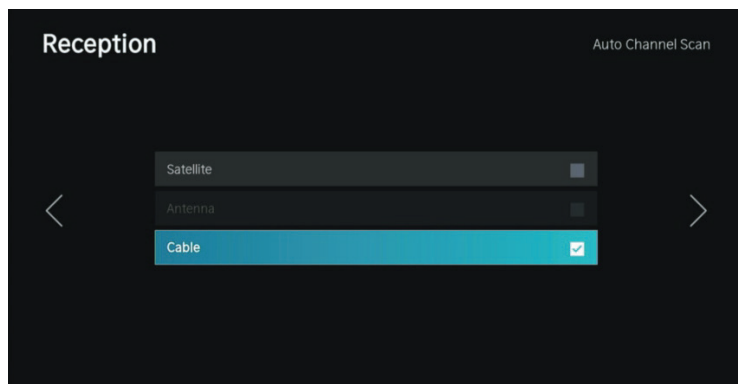 Reception
Auto Channel Scan
Satellite
Antenna
Cable